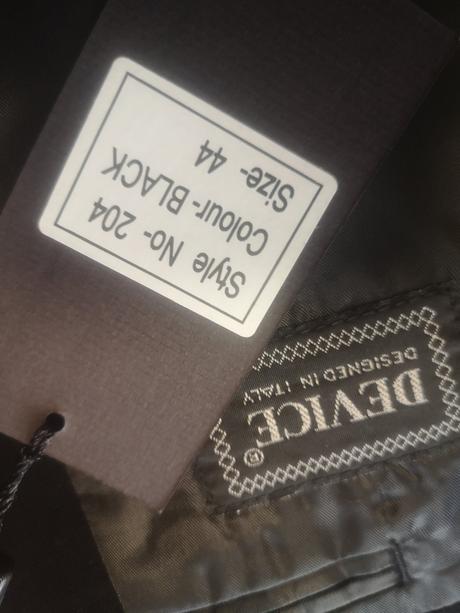 Style No- 204
Colour- BLACK
Size- 44
DEVICE®
DESIGNED IN ITALY